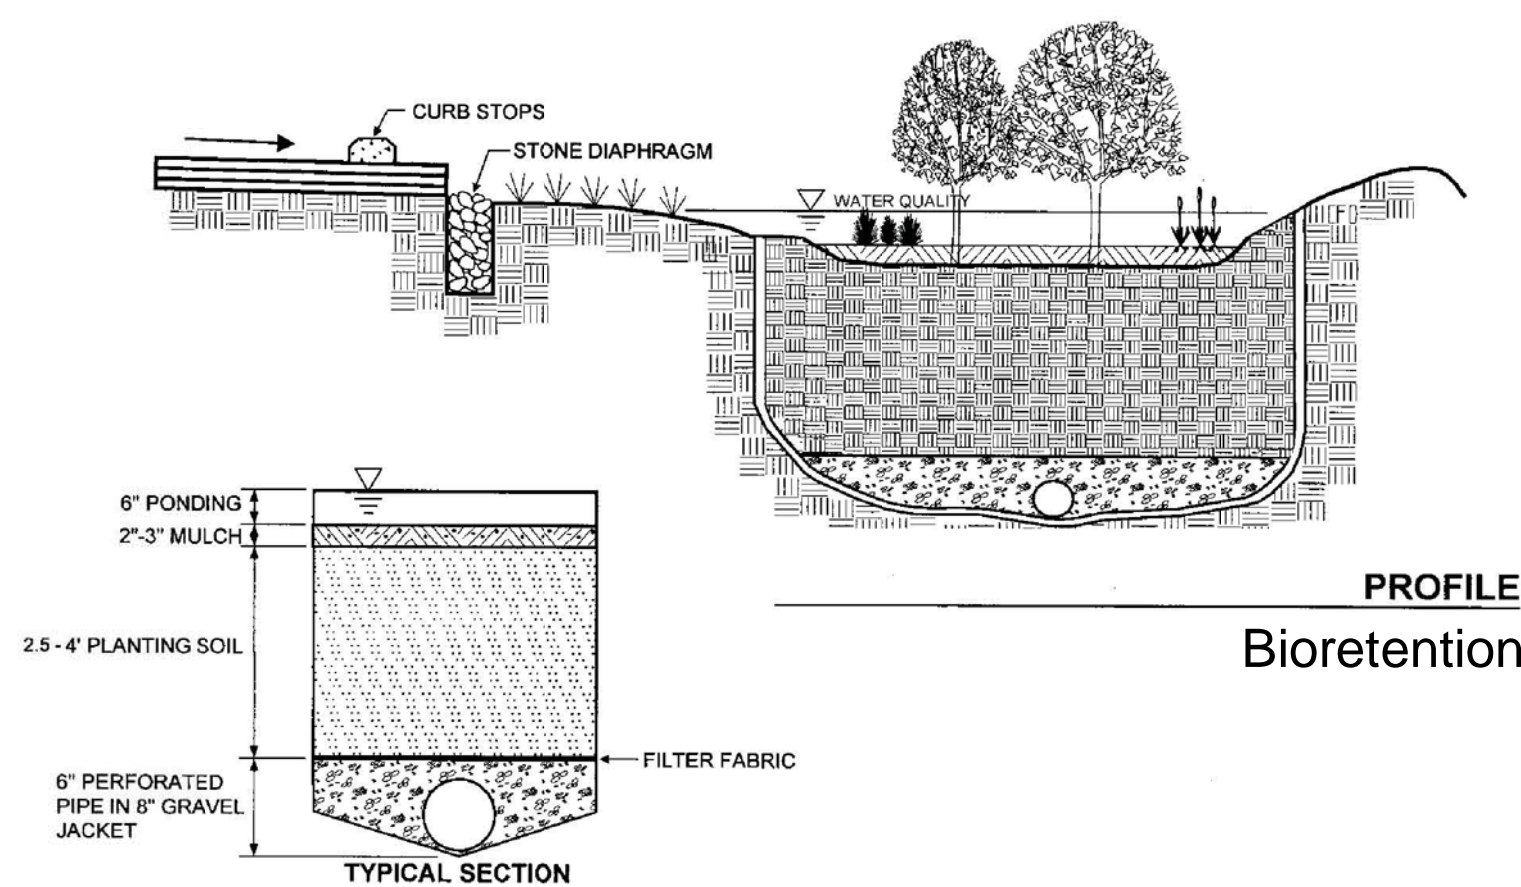 CURB STOPS
STONE DIAPHRAGM
WATER QUALITY
6" PONDING
2"-3" MULCH
2.5 - 4' PLANTING SOIL
FILTER FABRIC
6" PERFORATED
PIPE IN 8" GRAVEL
JACKET
TYPICAL SECTION
PROFILE
Bioretention